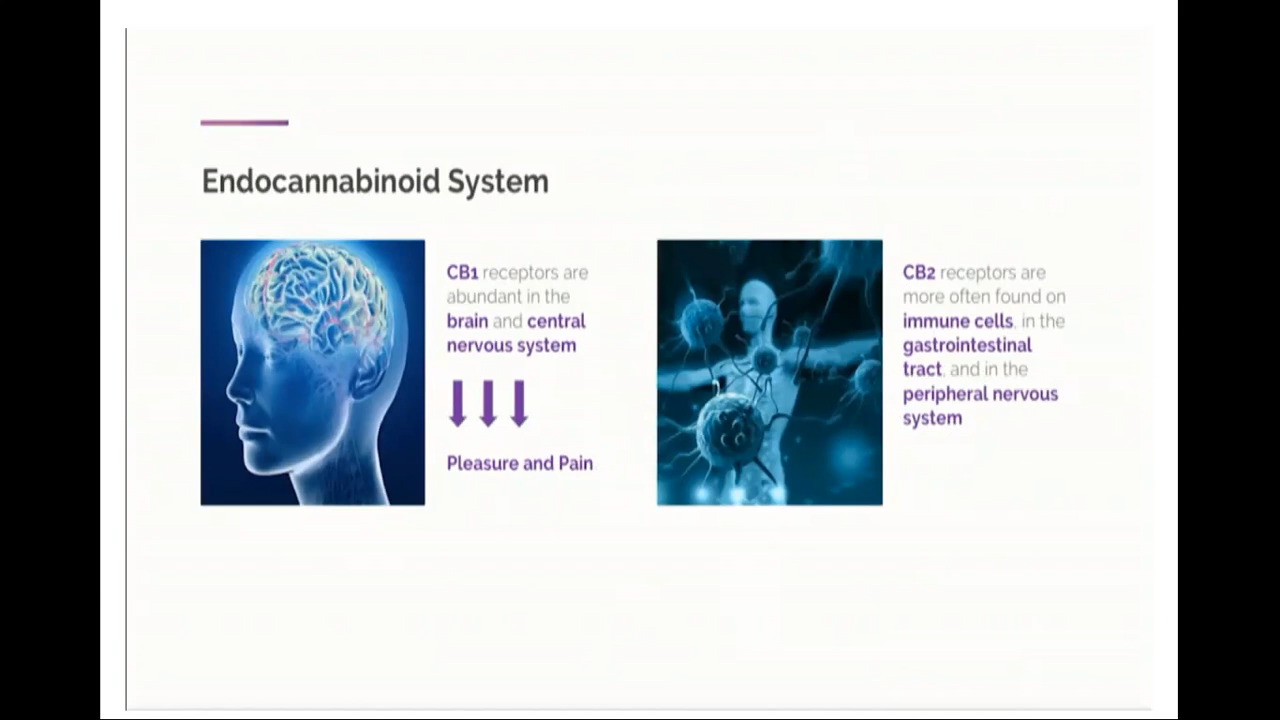 Endocannabinoid System
CB1 receptors are
abundant in the
brain and central
nervous system
Pleasure and Pain
CB2 receptors are
more often found on
immune cells, in the
gastrointestinal
tract, and in the
peripheral nervous
system